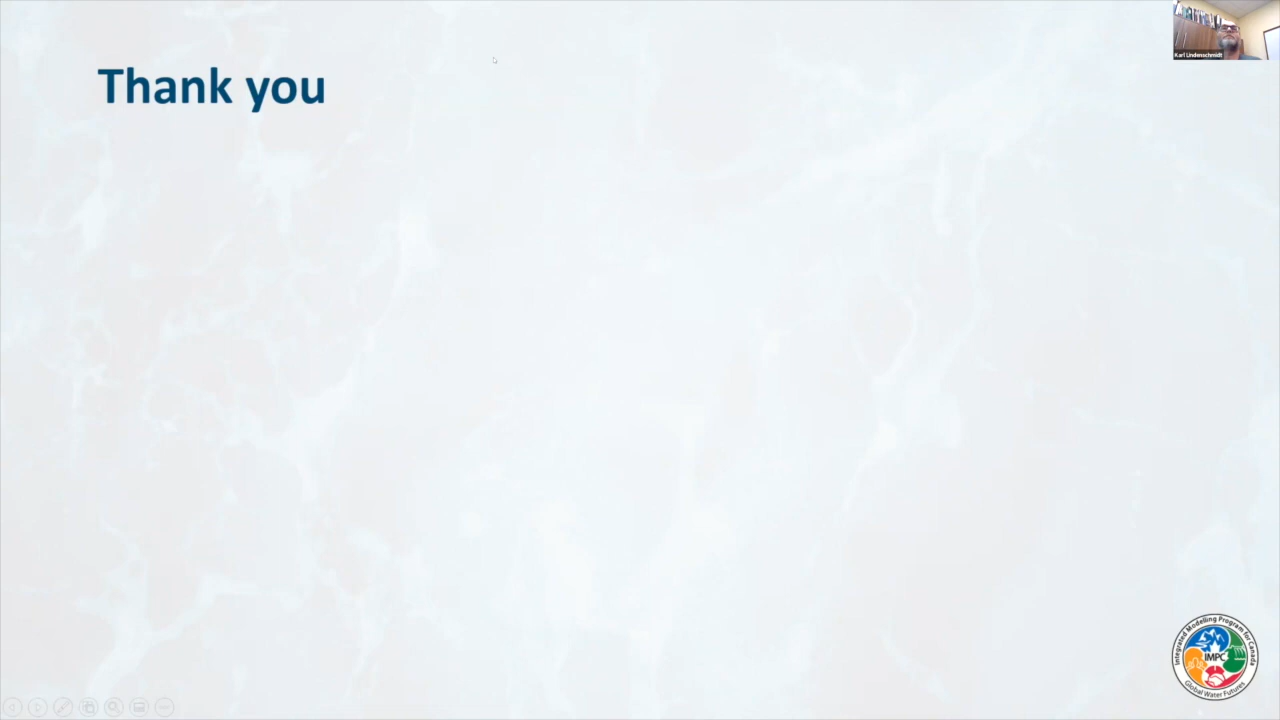 Thank you
Karl Lindenschmidt
Integrated Modelling Program for Canada
IMPC
Global Water Futures